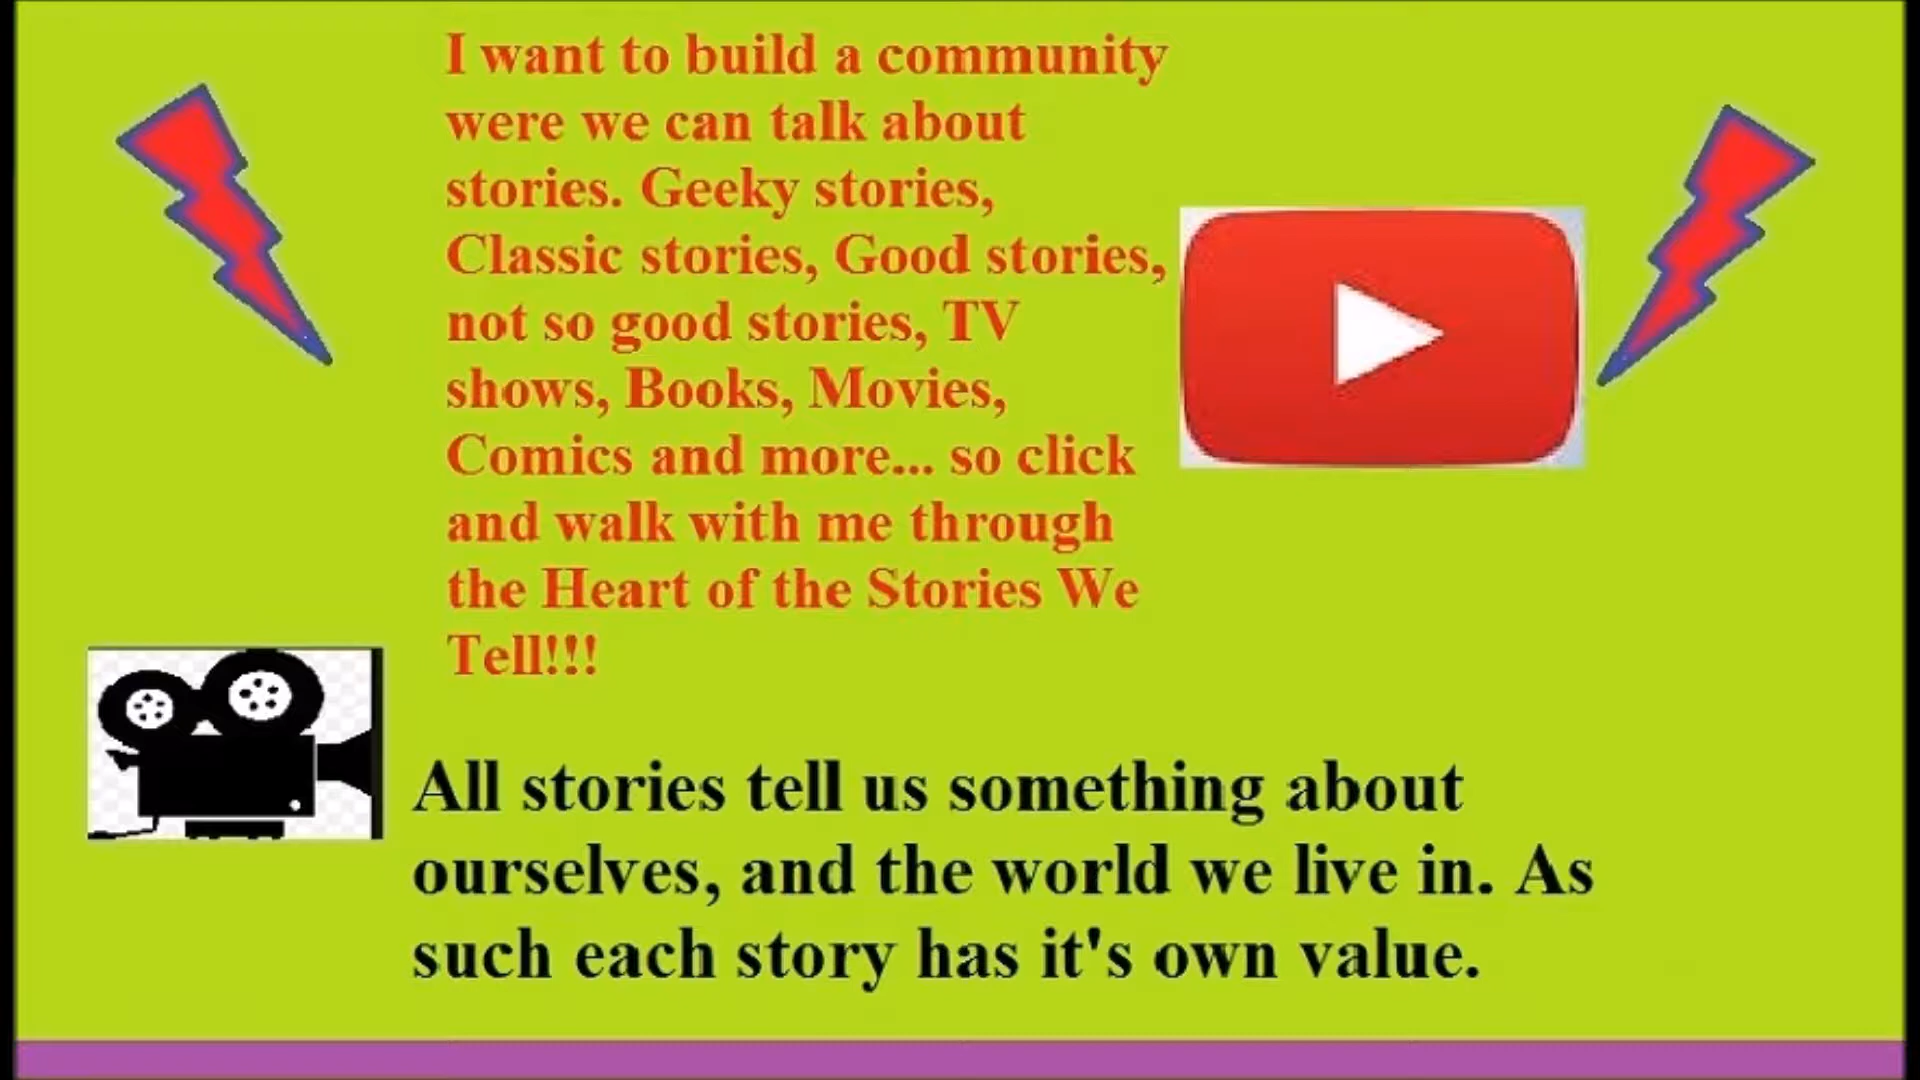 I want to build a community
were we can talk about
stories. Geeky stories,
Classic stories, Good stories,
not so good stories, TV
shows, Books, Movies,
Comics and more... so click
and walk with me through
the Heart of the Stories We
Tell!!!
All stories tell us something about
ourselves, and the world we live in. As
such each story has it's own value.